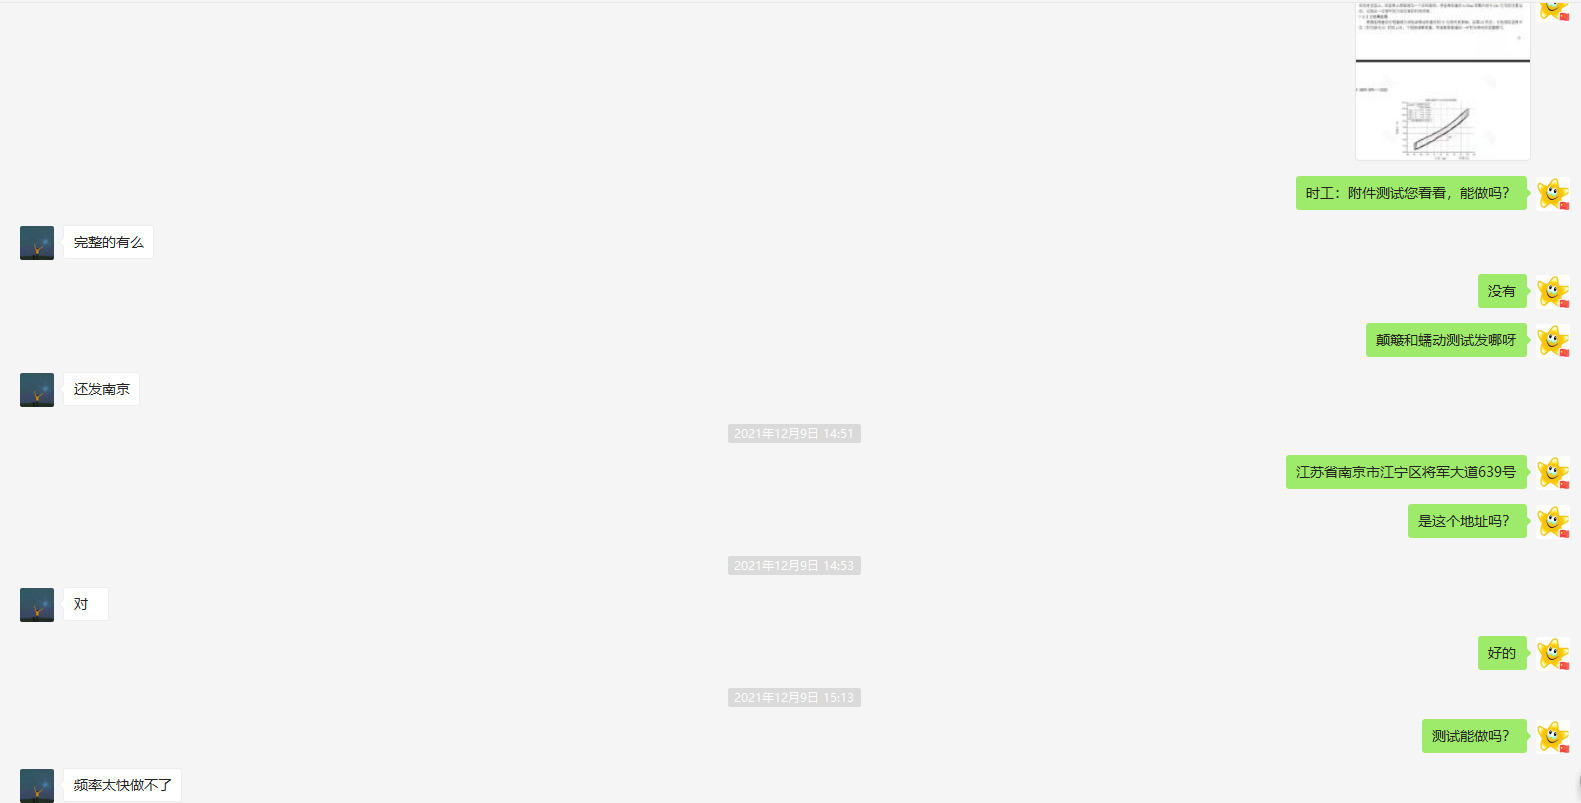 时工：附件测试您看看，能做吗？
完整的有么
没有
颠簸和蠕动测试发哪呀
还发南京
2021年12月9日 14:51
江苏省南京市江宁区将军大道639号
是这个地址吗？
2021年12月9日 14:53
对
好的
2021年12月9日 15:13
测试能做吗？
频率太快做不了